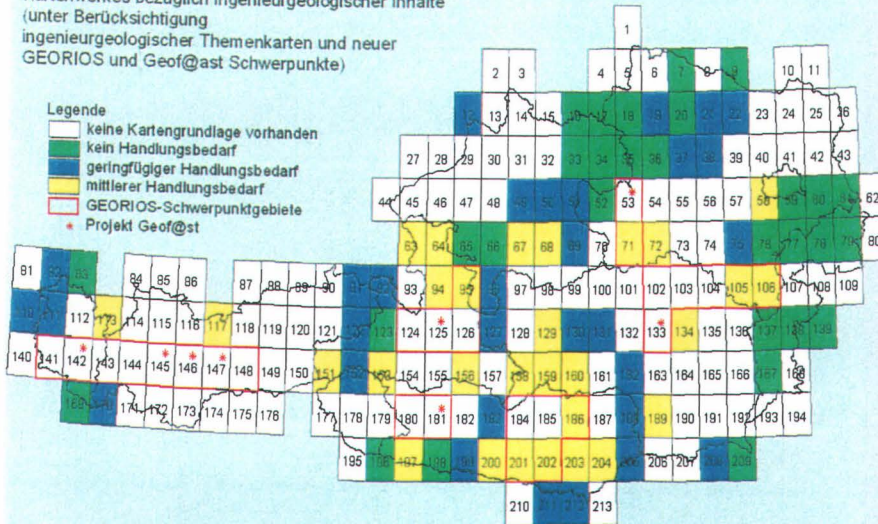 Kartenwerkes bezüglich ingenieurgeologischer Inhalte
(unter Berücksichtigung
ingenieurgeologischer Themenkarten und neuer
GEORIOS und Geof@ast Schwerpunkte)
Legende
keine Kartengrundlage vorhanden
kein Handlungsbedarf
geringfügiger Handlungsbedarf
mittlerer Handlungsbedarf
GEORIOS-Schwerpunktgebiete
* Projekt Geof@st
1
2 3 4 5 6 7 8 9 10 11
12 13 14 15 16 17 18 19 20 21 22 23 24 25 26
27 28 29 30 31 32 33 34 35 36 37 38 39 40 41 42 43
44 45 46 47 48 49 50 51 52 53 54 55 56 57 58 59 60 61 62
63 64 65 66 67 68 69 70 71 72 73 74 75 76 77 78 79 80
81 82 83 84 85 86 87 88 89 90 91 92 93 94 95 96 97 98 99 100 101 102 103 104 105 106 107 108 109
110 111 112 113 114 115 116 117 118 119 120 121 122 123 124 125 126 127 128 129 130 131 132 133 134 135 136 137 138 139
140 141 142 143 144 145 146 147 148 149 150 151 152 153 154 155 156 157 158 159 160 161 162 163 164 165 166 167 168
169 170 171 172 173 174 175 176 177 178 179 180 181 182 183 184 185 186 187 188 189 190 191 192 193 194
195 196 197 198 199 200 201 202 203 204 205 206 207 208 209
210 211 212 213